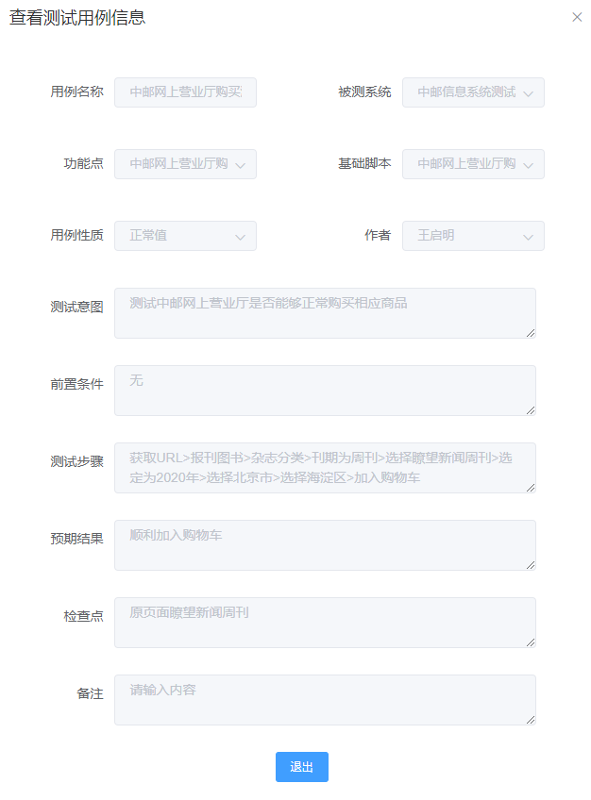 查看测试用例信息
用例名称 中邮网上营业厅购买 被测系统 中邮信息系统测试
功能点 中邮网上营业厅购 基础脚本 中邮网上营业厅购
用例性质 正常值 作者 王启明
测试意图 测试中邮网上营业厅是否能够正常购买相应商品
前置条件 无
测试步骤 获取URL>报刊图书>杂志分类>刊期为周刊>选择瞭望新闻周刊>选
定为2020年>选择北京市>选择海淀区>加入购物车
预期结果 顺利加入购物车
检查点 原页面瞭望新闻周刊
备注 请输入内容
退出